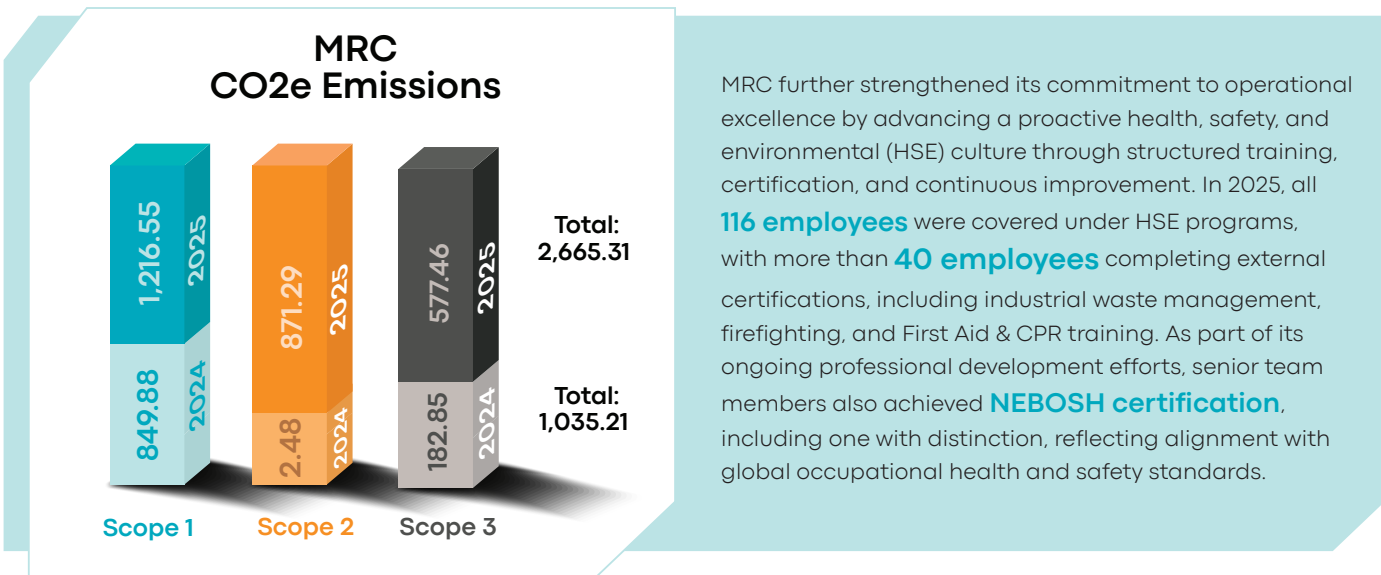 MRC
CO2e Emissions
1,216.55
2025
849.88
2024
871.29
2025
2.48
2024
577.46
2025
182.85
2024
Total:
2,665.31
Total:
1,035.21
Scope 1
Scope 2
Scope 3
MRC further strengthened its commitment to operational
excellence by advancing a proactive health, safety, and
environmental (HSE) culture through structured training,
certification, and continuous improvement. In 2025, all
116 employees were covered under HSE programs,
with more than 40 employees completing external
certifications, including industrial waste management,
firefighting, and First Aid & CPR training. As part of its
ongoing professional development efforts, senior team
members also achieved NEBOSH certification,
including one with distinction, reflecting alignment with
global occupational health and safety standards.